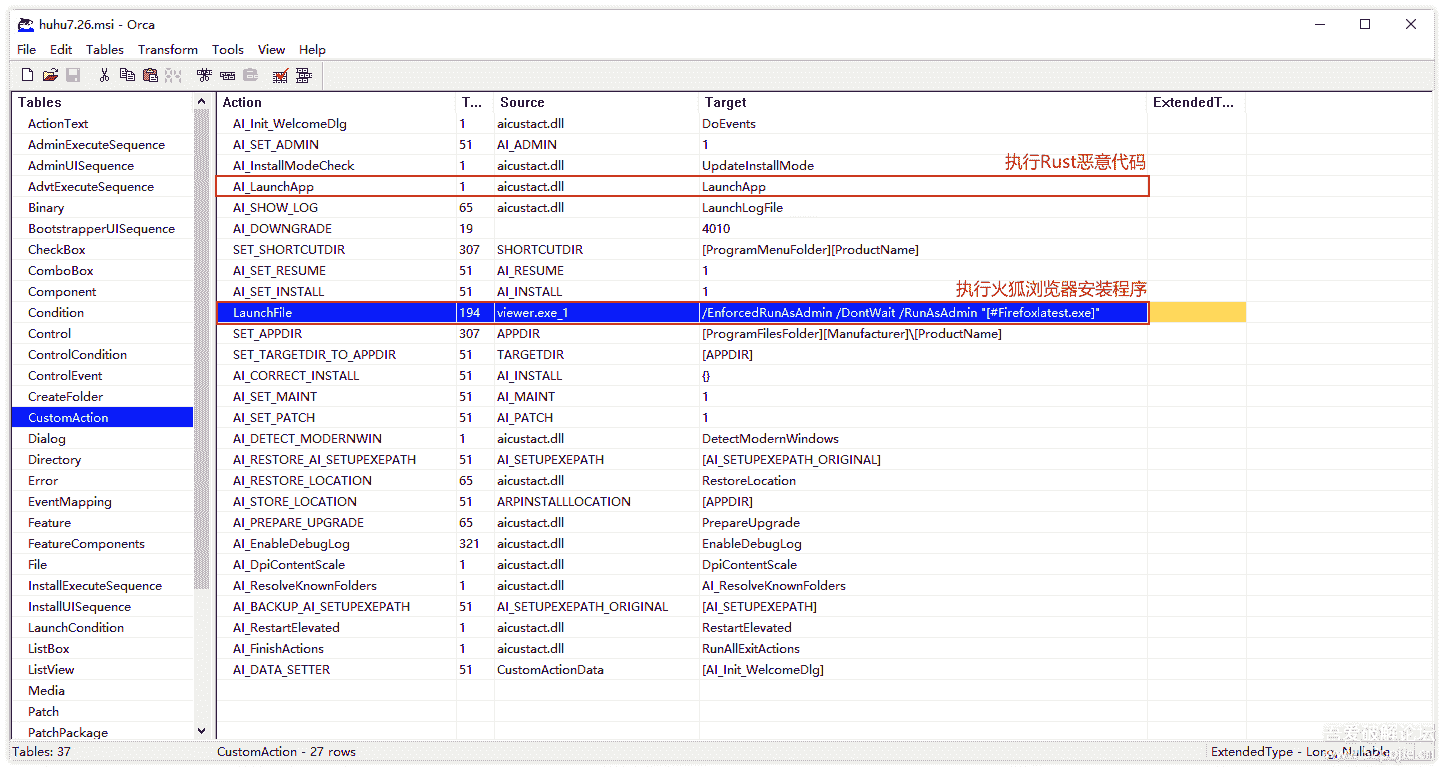 huhu7.26.msi - Orca
File Edit Tables Transform Tools View Help
Tables Action T... Source Target ExtendedT...
ActionText AI_Init_WelcomeDlg 1 aicustact.dll DoEvents
AdminExecuteSequence AI_SET_ADMIN 51 AI_ADMIN 1
执行Rust恶意代码
AdminUISequence AI_InstallModeCheck 1 aicustact.dll UpdateInstallMode
AdvtExecuteSequence AI_LaunchApp 1 aicustact.dll LaunchApp
Binary AI_SHOW_LOG 65 aicustact.dll LaunchLogFile
BootstrapperUISequence AI_DOWNGRADE 19 4010
CheckBox SET_SHORTCUTDIR 307 SHORTCUTDIR [ProgramMenuFolder][ProductName]
ComboBox AI_SET_RESUME 51 AI_RESUME 1
Component AI_SET_INSTALL 51 AI_INSTALL 1
执行火狐浏览器安装程序
Condition LaunchFile 194 viewer.exe_1 /EnforcedRunAsAdmin /DontWait /RunAsAdmin "[#Firefoxlatest.exe]"
Control SET_APPDIR 307 APPDIR [ProgramFilesFolder][Manufacturer]\[ProductName]
ControlCondition SET_TARGETDIR_TO_APPDIR 51 TARGETDIR [APPDIR]
ControlEvent AI_CORRECT_INSTALL 51 AI_INSTALL {}
CreateFolder AI_SET_MAINT 51 AI_MAINT 1
CustomAction AI_SET_PATCH 51 AI_PATCH 1
Dialog AI_DETECT_MODERNWIN 1 aicustact.dll DetectModernWindows
Directory AI_RESTORE_AI_SETUPEXEPATH 51 AI_SETUPEXEPATH [AI_SETUPEXEPATH_ORIGINAL]
Error AI_RESTORE_LOCATION 65 aicustact.dll RestoreLocation
EventMapping AI_STORE_LOCATION 51 ARPINSTALLLOCATION [APPDIR]
Feature AI_PREPARE_UPGRADE 65 aicustact.dll PrepareUpgrade
FeatureComponents AI_EnableDebugLog 321 aicustact.dll EnableDebugLog
File AI_DpiContentScale 1 aicustact.dll DpiContentScale
InstallExecuteSequence AI_ResolveKnownFolders 1 aicustact.dll AI_ResolveKnownFolders
InstallUISequence AI_BACKUP_AI_SETUPEXEPATH 51 AI_SETUPEXEPATH_ORIGINAL [AI_SETUPEXEPATH]
LaunchCondition AI_RestartElevated 1 aicustact.dll RestartElevated
ListBox AI_FinishActions 1 aicustact.dll RunAllExitActions
ListView AI_DATA_SETTER 51 CustomActionData [AI_Init_WelcomeDlg]
Media
Patch
PatchPackage
吾爱破解论坛
Tables: 37 CustomAction - 27 rows ExtendedType - Long, Nullable